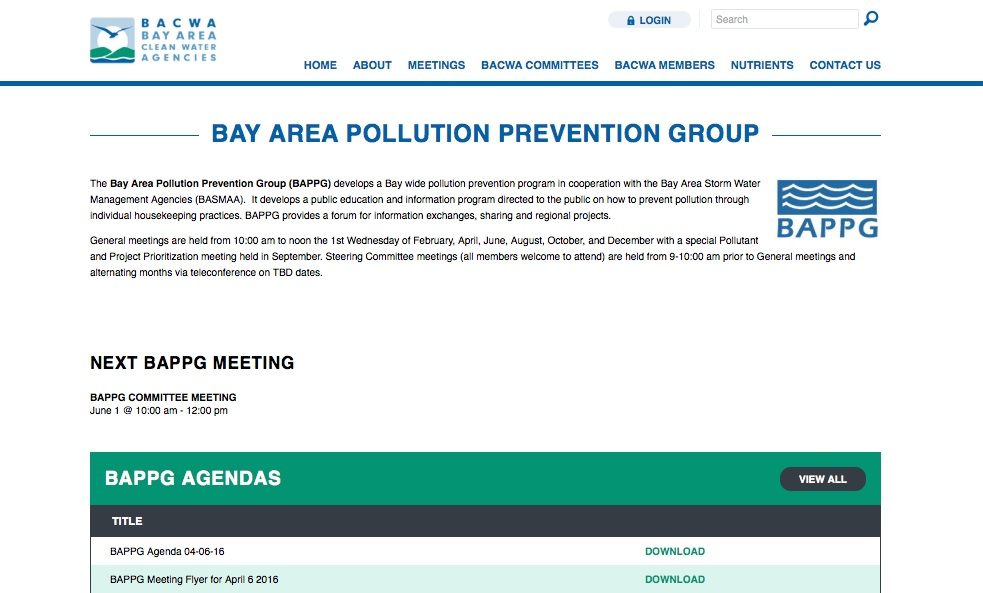 BACWA
BAY AREA
CLEAN WATER
AGENCIES
LOGIN
Search
HOME ABOUT MEETINGS BACWA COMMITTEES BACWA MEMBERS NUTRIENTS CONTACT US
BAY AREA POLLUTION PREVENTION GROUP
The Bay Area Pollution Prevention Group (BAPPG) develops a Bay wide pollution prevention program in cooperation with the Bay Area Storm Water
Management Agencies (BASMAA).  It develops a public education and information program directed to the public on how to prevent pollution through
individual housekeeping practices. BAPPG provides a forum for information exchanges, sharing and regional projects.
BAPPG
General meetings are held from 10:00 am to noon the 1st Wednesday of February, April, June, August, October, and December with a special Pollutant
and Project Prioritization meeting held in September. Steering Committee meetings (all members welcome to attend) are held from 9-10:00 am prior to General meetings and
alternating months via teleconference on TBD dates.
NEXT BAPPG MEETING
BAPPG COMMITTEE MEETING
June 1 @ 10:00 am - 12:00 pm
BAPPG AGENDAS
VIEW ALL
TITLE
BAPPG Agenda 04-06-16 DOWNLOAD
BAPPG Meeting Flyer for April 6 2016 DOWNLOAD